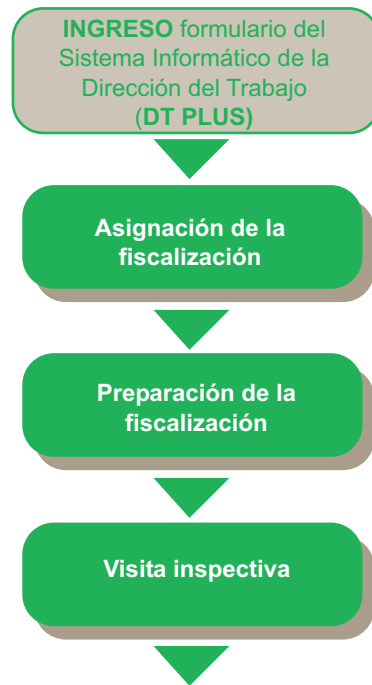 INGRESO formulario del
Sistema Informático de la
Dirección del Trabajo
(DT PLUS)
Asignación de la
fiscalización
Preparación de la
fiscalización
Visita inspectiva